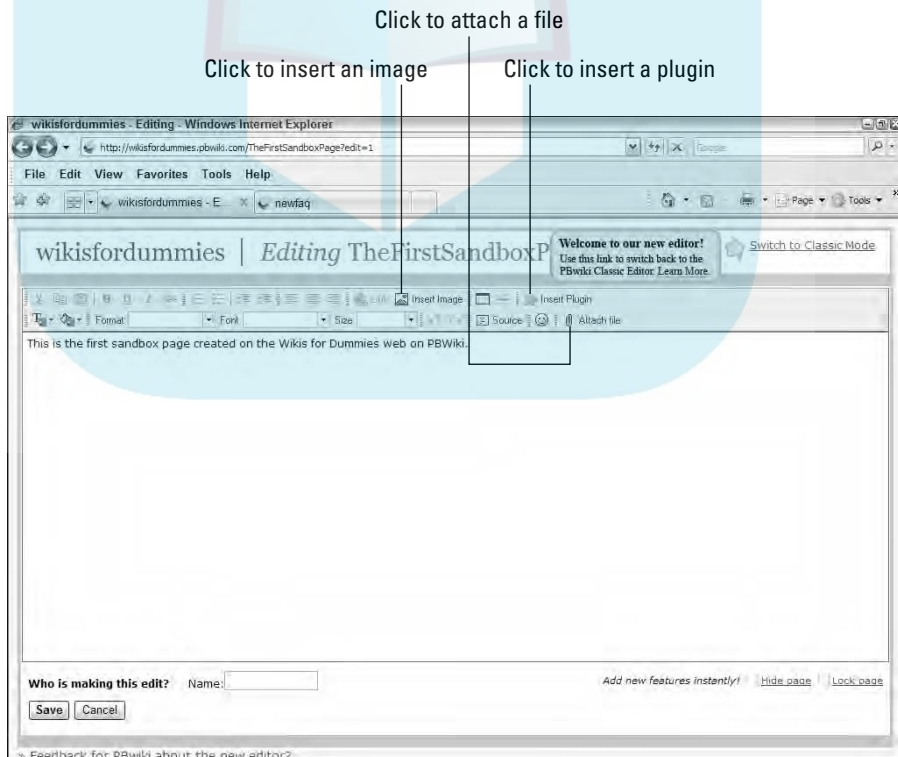 Click to attach a file
Click to insert an image
Click to insert a plugin
wikisfordummies - Editing - Windows Internet Explorer
http://wikisfordummies.pbwiki.com/TheFirstSandboxPage?edit=1
Google
File Edit View Favorites Tools Help
wikisfordummies - E... newfaq
Page Tools
wikisfordummies | Editing TheFirstSandboxP
Welcome to our new editor!
Use this link to switch back to the
PBwiki Classic Editor. Learn More.
Switch to Classic Mode
Insert Image Insert Plugin
Format Font Size Source Attach file
This is the first sandbox page created on the Wikis for Dummies web on PBWiki.
Who is making this edit? Name:
Add new features instantly! Hide page Lock page
Save Cancel
» Feedback for PBwiki about the new editor?